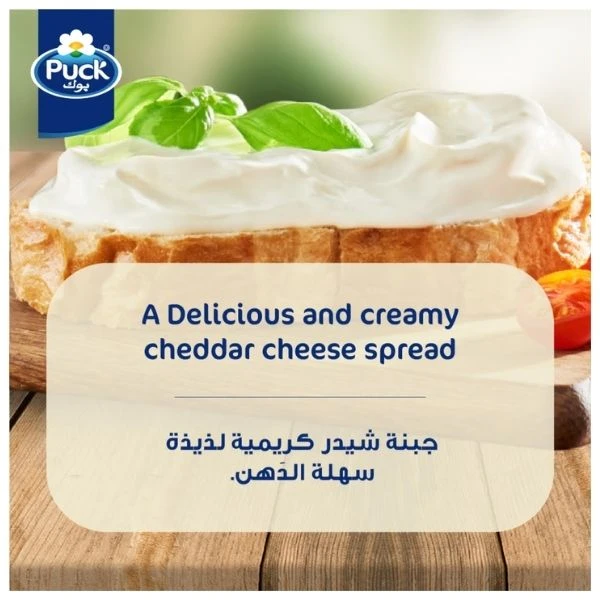 Puck
بوك
A Delicious and creamy
cheddar cheese spread
جبنة شيدر كريمية لذيذة
سهلة الدَهن.